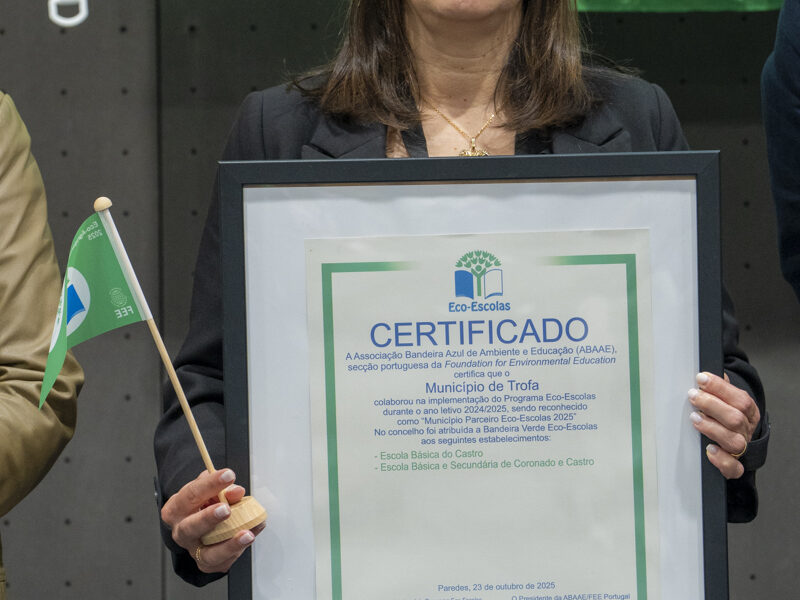 Eco-Escolas
CERTIFICADO
A Associação Bandeira Azul de Ambiente e Educação (ABAAE),
secção portuguesa da Foundation for Environmental Education
certifica que o
Município de Trofa
colaborou na implementação do Programa Eco-Escolas
durante o ano letivo 2024/2025, sendo reconhecido
como “Município Parceiro Eco-Escolas 2025”
No concelho foi atribuída a Bandeira Verde Eco-Escolas
aos seguintes estabelecimentos:
- Escola Básica do Castro
- Escola Básica e Secundária de Coronado e Castro
Paredes, 23 de outubro de 2025
O Presidente da ABAAE/FEE Portugal
2025
FEE